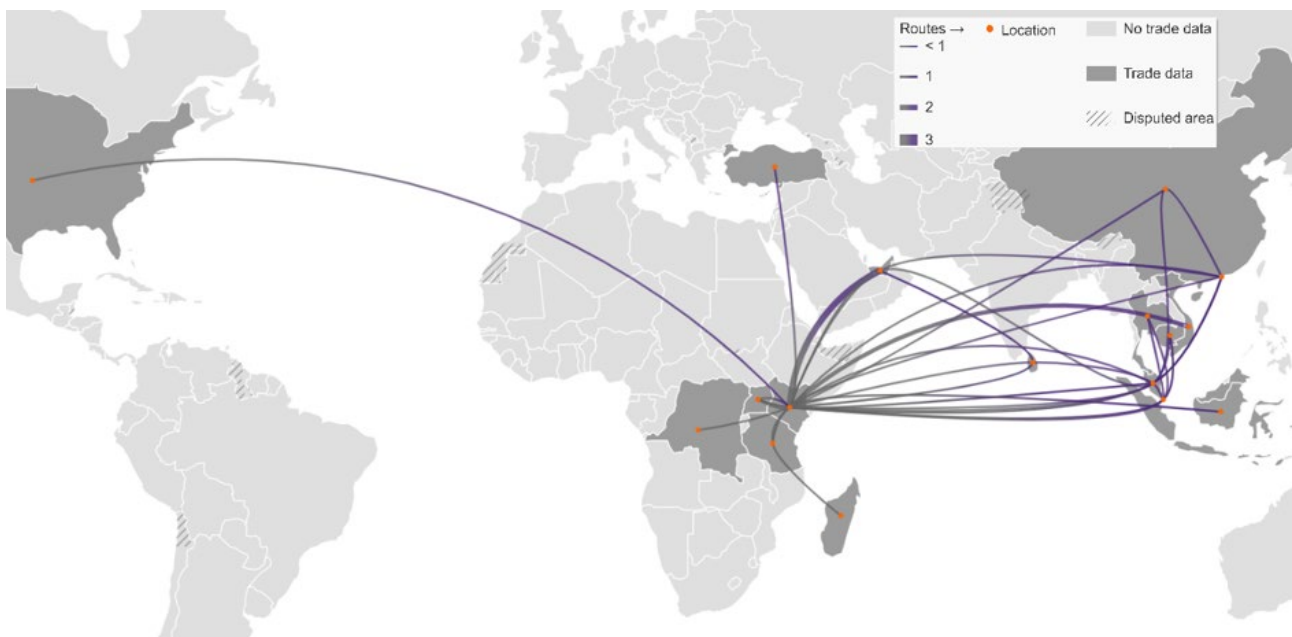 Routes → Location
< 1
1
2
3
No trade data
Trade data
Disputed area